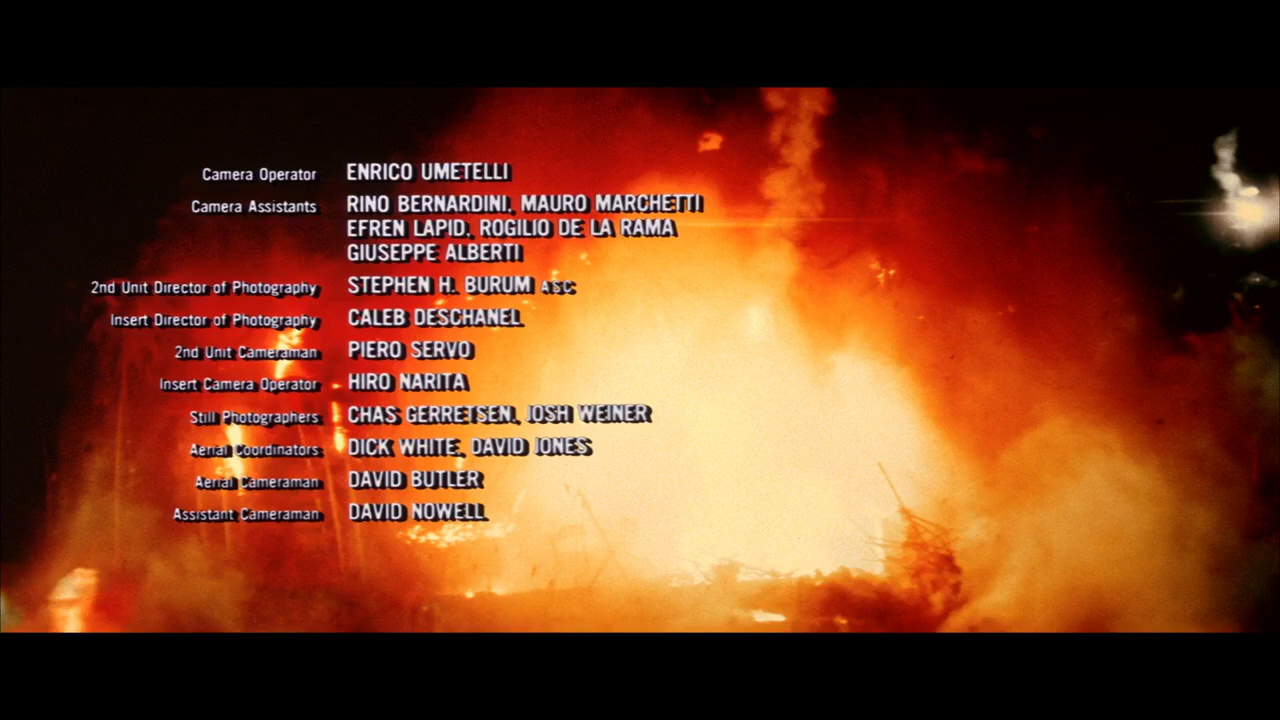 Camera Operator ENRICO UMETELLI
Camera Assistants RINO BERNARDINI, MAURO MARCHETTI
EFREN LAPID, ROGILIO DE LA RAMA
GIUSEPPE ALBERTI
2nd Unit Director of Photography STEPHEN H. BURUM A.S.C.
Insert Director of Photography CALEB DESCHANEL
2nd Unit Cameraman PIERO SERVO
Insert Camera Operator HIRO NARITA
Still Photographers CHAS GERRETSEN, JOSH WEINER
Aerial Coordinators DICK WHITE, DAVID JONES
Aerial Cameraman DAVID BUTLER
Assistant Cameraman DAVID NOWELL